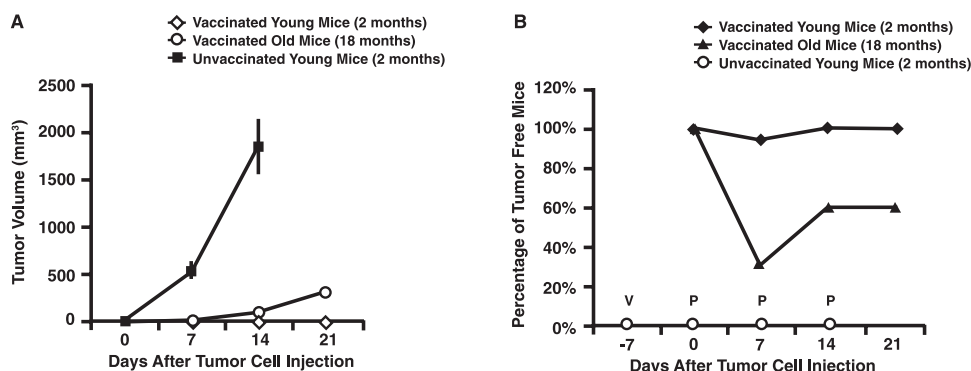 A
Vaccinated Young Mice (2 months)
Vaccinated Old Mice (18 months)
Unvaccinated Young Mice (2 months)
2500
2000
1500
1000
500
0
Tumor Volume (mm³)
0 7 14 21
Days After Tumor Cell Injection
B
Vaccinated Young Mice (2 months)
Vaccinated Old Mice (18 months)
Unvaccinated Young Mice (2 months)
120%
100%
80%
60%
40%
20%
0%
Percentage of Tumor Free Mice
V P P P
-7 0 7 14 21
Days After Tumor Cell Injection